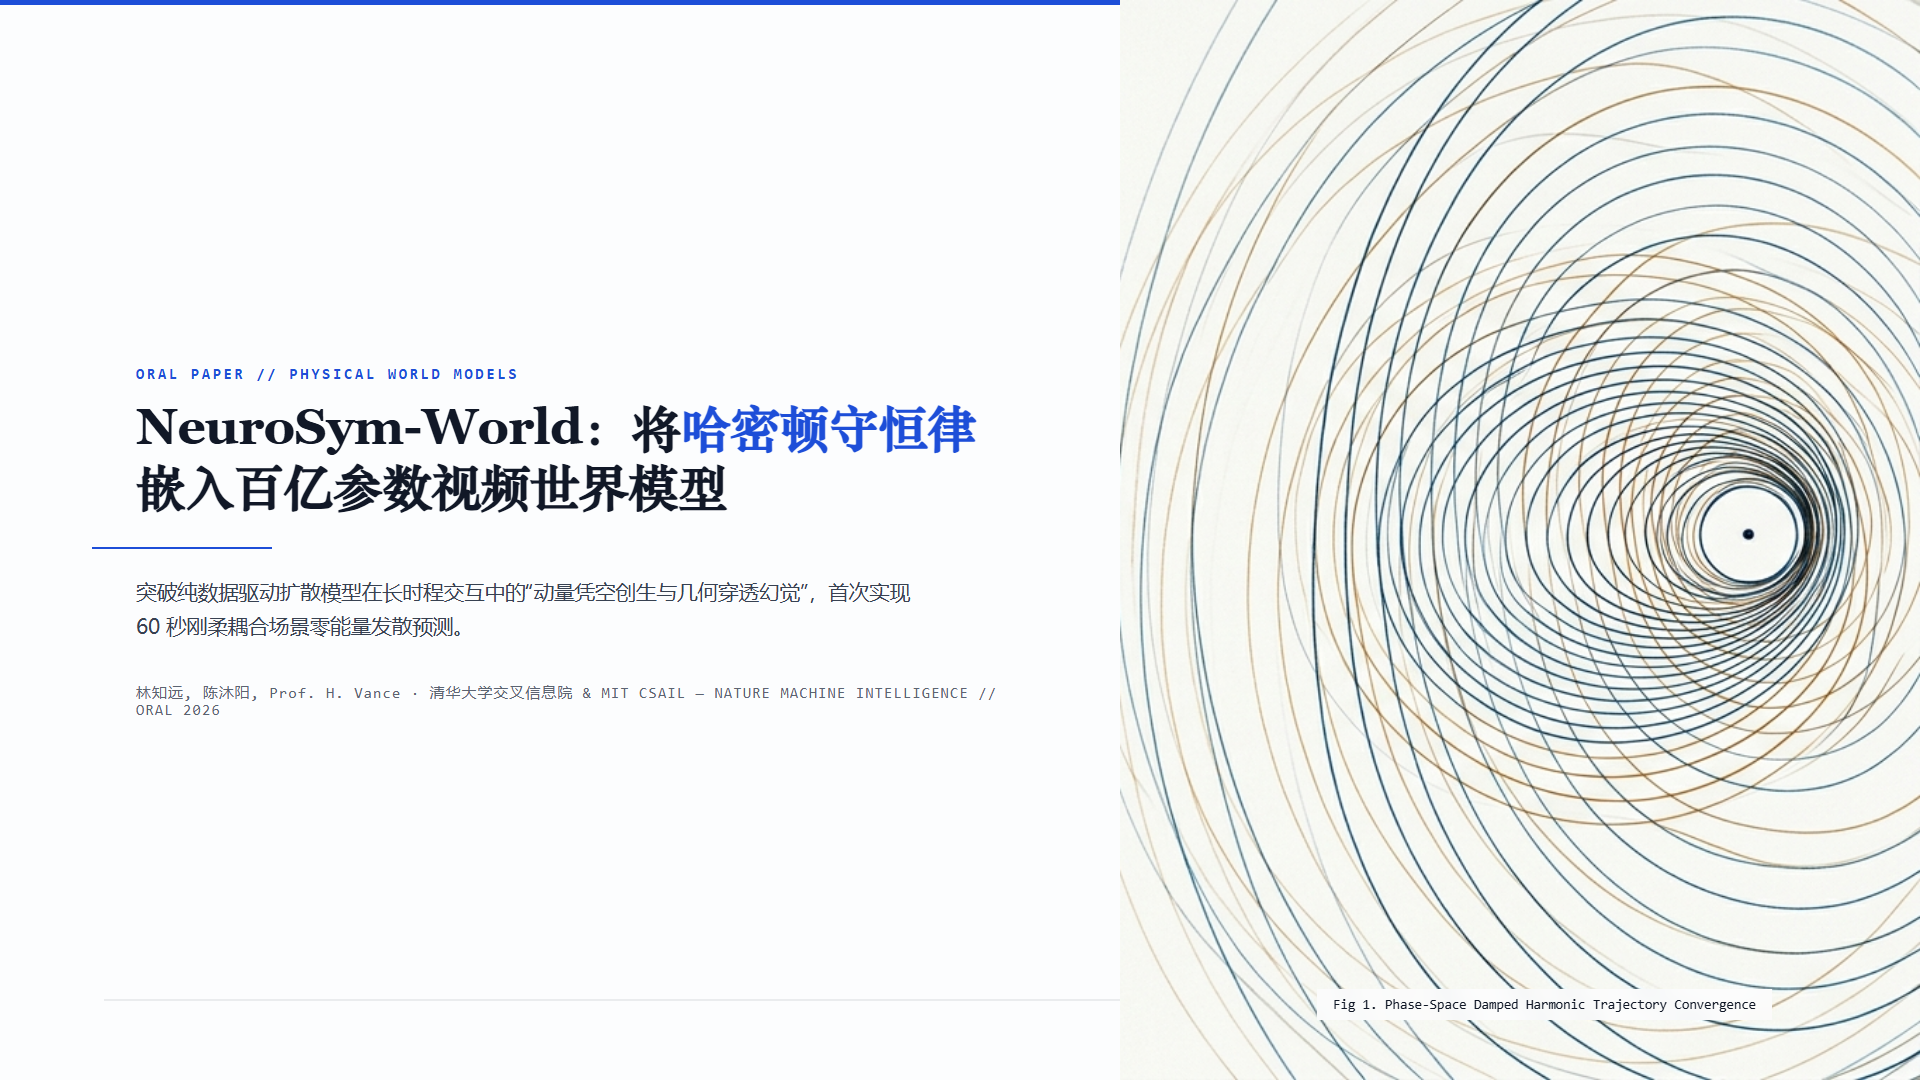 ORAL PAPER // PHYSICAL WORLD MODELS
NeuroSym-World：将哈密顿守恒律
嵌入百亿参数视频世界模型
突破纯数据驱动扩散模型在长时程交互中的“动量凭空创生与几何穿透幻觉”，首次实现
60 秒刚柔耦合场景零能量发散预测。
林知远, 陈沐阳, Prof. H. Vance · 清华大学交叉信息院 & MIT CSAIL — NATURE MACHINE INTELLIGENCE //
ORAL 2026
Fig 1. Phase-Space Damped Harmonic Trajectory Convergence